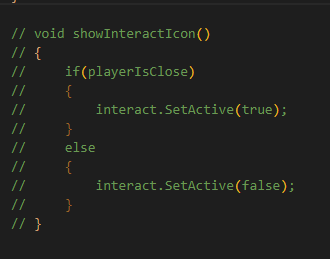 // void showInteractIcon()
// {
//     if(playerIsClose)
//     {
//         interact.SetActive(true);
//     }
//     else
//     {
//         interact.SetActive(false);
//     }
// }